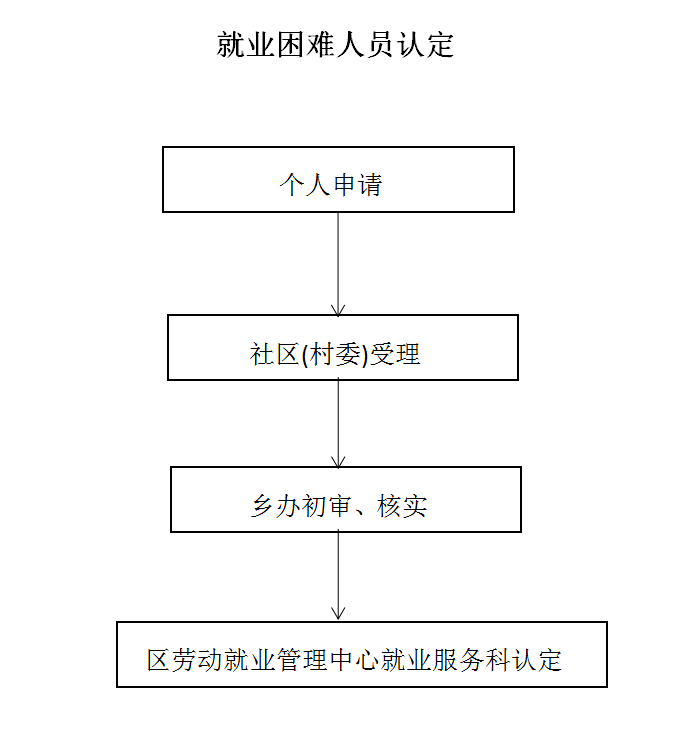 就业困难人员认定
个人申请
社区(村委)受理
乡办初审、核实
区劳动就业管理中心就业服务科认定